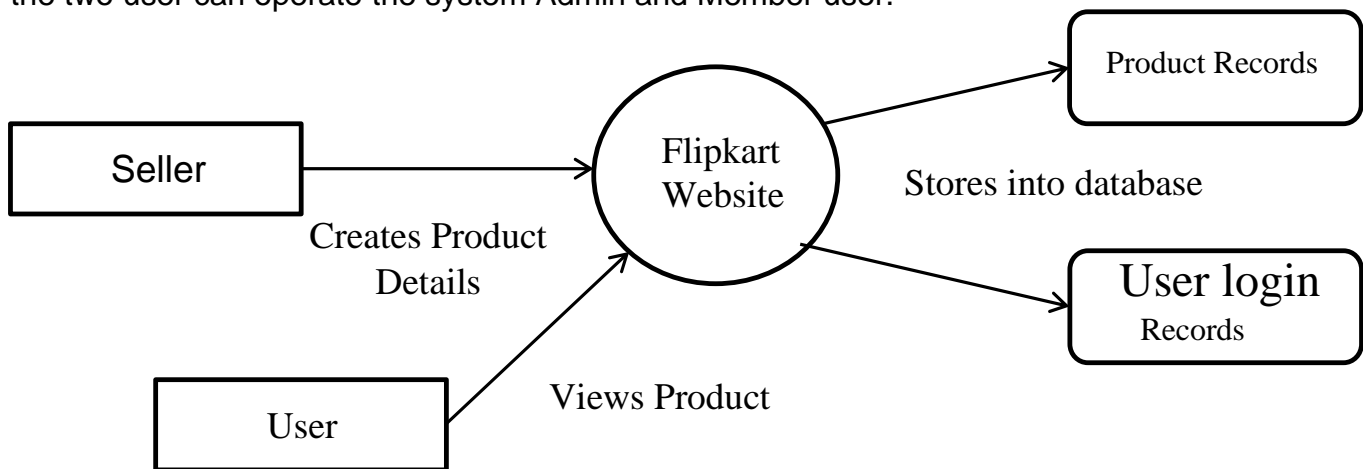 the two user can operate the system Admin and Member user.
Product Records
Seller
Flipkart
Website
Stores into database
Creates Product
Details
User login
Records
Views Product
User